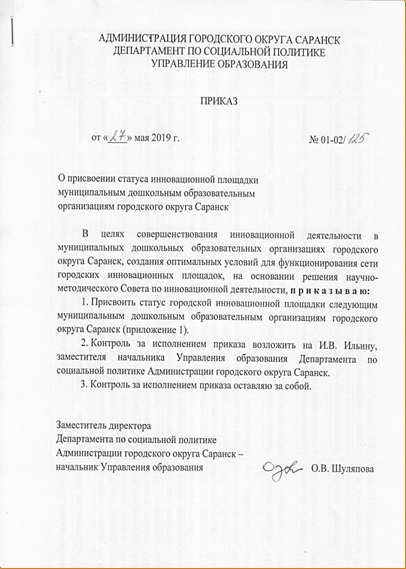 АДМИНИСТРАЦИЯ ГОРОДСКОГО ОКРУГА САРАНСК
ДЕПАРТАМЕНТ ПО СОЦИАЛЬНОЙ ПОЛИТИКЕ
УПРАВЛЕНИЕ ОБРАЗОВАНИЯ
ПРИКАЗ
от «27» мая 2019 г. № 01-02/125
О присвоении статуса инновационной площадки
муниципальным дошкольным образовательным
организациям городского округа Саранск
В целях совершенствования инновационной деятельности в
муниципальных дошкольных образовательных организациях городского
округа Саранск, создания оптимальных условий для функционирования сети
городских инновационных площадок, на основании решения научно-
методического Совета по инновационной деятельности, приказываю:
1. Присвоить статус городской инновационной площадки следующим
муниципальным дошкольным образовательным организациям городского
округа Саранск (приложение 1).
2. Контроль за исполнением приказа возложить на И.В. Ильину,
заместителя начальника Управления образования Департамента по
социальной политике Администрации городского округа Саранск.
3. Контроль за исполнением приказа оставляю за собой.
Заместитель директора
Департамента по социальной политике
Администрации городского округа Саранск –
начальник Управления образования О.В. Шуляпова